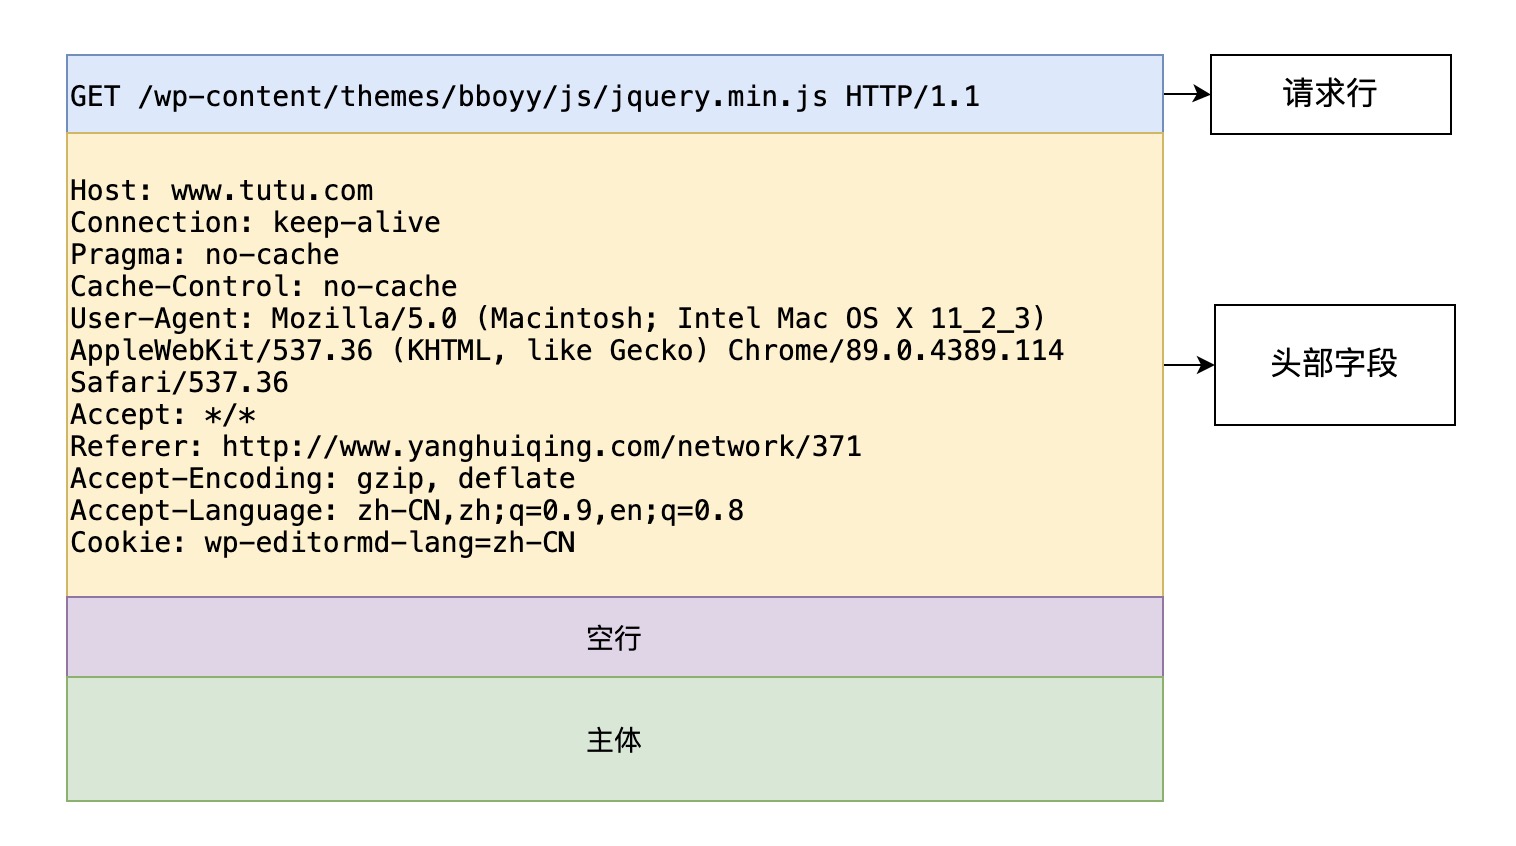 GET /wp-content/themes/bboyy/js/jquery.min.js HTTP/1.1
请求行
Host: www.tutu.com
Connection: keep-alive
Pragma: no-cache
Cache-Control: no-cache
User-Agent: Mozilla/5.0 (Macintosh; Intel Mac OS X 11_2_3)
AppleWebKit/537.36 (KHTML, like Gecko) Chrome/89.0.4389.114
Safari/537.36
Accept: */*
Referer: http://www.yanghuiqing.com/network/371
Accept-Encoding: gzip, deflate
Accept-Language: zh-CN,zh;q=0.9,en;q=0.8
Cookie: wp-editormd-lang=zh-CN
头部字段
空行
主体